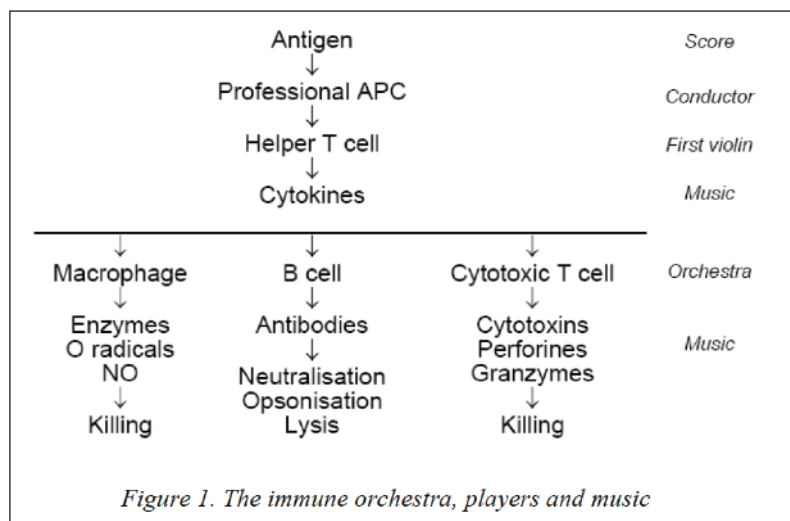 Antigen Score
↓
Professional APC Conductor
↓
Helper T cell First violin
↓
Cytokines Music
↓ ↓ ↓
Macrophage B cell Cytotoxic T cell Orchestra
↓ ↓ ↓
Enzymes Antibodies Cytotoxins
O radicals ↓ Perforines Music
NO Neutralisation Granzymes
↓ Opsonisation ↓
Killing Lysis Killing
Figure 1. The immune orchestra, players and music